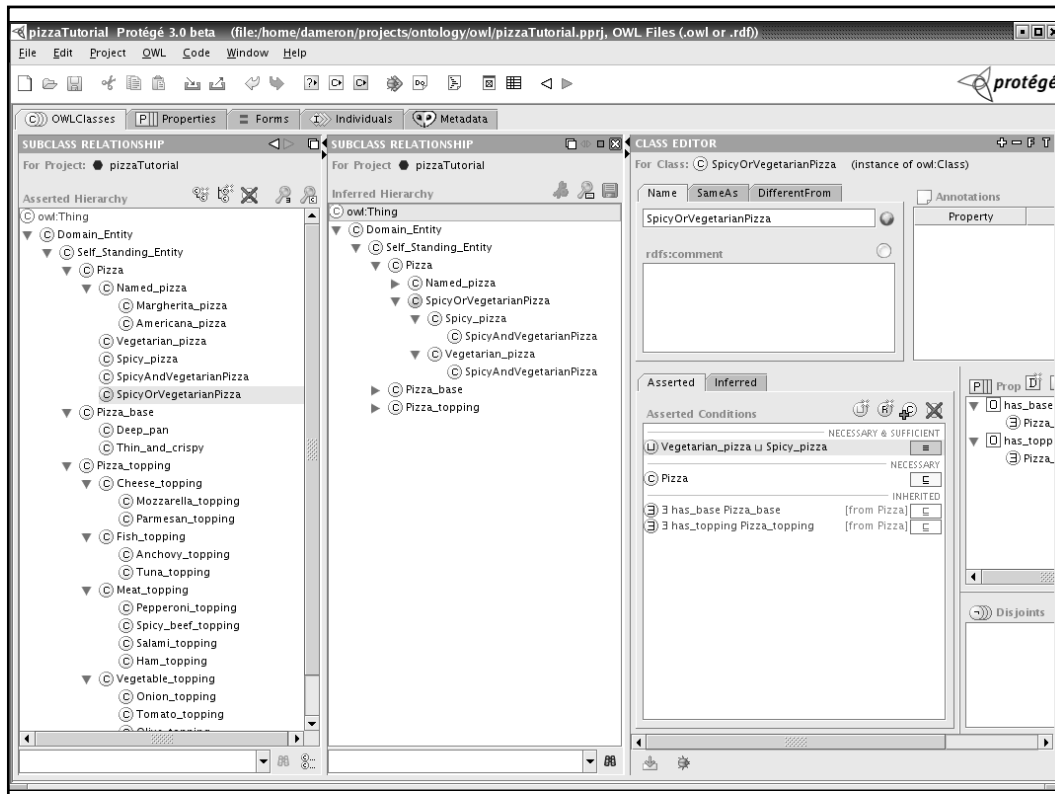 pizzaTutorial Protégé 3.0 beta (file:/home/dameron/projects/ontology/owl/pizzaTutorial.pprj, OWL Files (.owl or .rdf))
File Edit Project OWL Code Window Help
protégé
OWLClasses Properties Forms Individuals Metadata
SUBCLASS RELATIONSHIP
For Project: pizzaTutorial
Asserted Hierarchy
owl:Thing
Domain_Entity
Self_Standing_Entity
Pizza
Named_pizza
Margherita_pizza
Americana_pizza
Vegetarian_pizza
Spicy_pizza
SpicyAndVegetarianPizza
SpicyOrVegetarianPizza
Pizza_base
Deep_pan
Thin_and_crispy
Pizza_topping
Cheese_topping
Mozzarella_topping
Parmesan_topping
Fish_topping
Anchovy_topping
Tuna_topping
Meat_topping
Pepperoni_topping
Spicy_beef_topping
Salami_topping
Ham_topping
Vegetable_topping
Onion_topping
Tomato_topping
SUBCLASS RELATIONSHIP
For Project pizzaTutorial
Inferred Hierarchy
owl:Thing
Domain_Entity
Self_Standing_Entity
Pizza
Named_pizza
SpicyOrVegetarianPizza
Spicy_pizza
SpicyAndVegetarianPizza
Vegetarian_pizza
SpicyAndVegetarianPizza
Pizza_base
Pizza_topping
CLASS EDITOR
For Class: SpicyOrVegetarianPizza (instance of owl:Class)
Name SameAs DifferentFrom
SpicyOrVegetarianPizza
rdfs:comment
Annotations
Property
Asserted Inferred
Asserted Conditions
NECESSARY & SUFFICIENT
Vegetarian_pizza ⊔ Spicy_pizza
NECESSARY
Pizza
INHERITED
∃ has_base Pizza_base [from Pizza]
∃ has_topping Pizza_topping [from Pizza]
Prop
has_base
Pizza_
has_topp
Pizza_
Disjoints